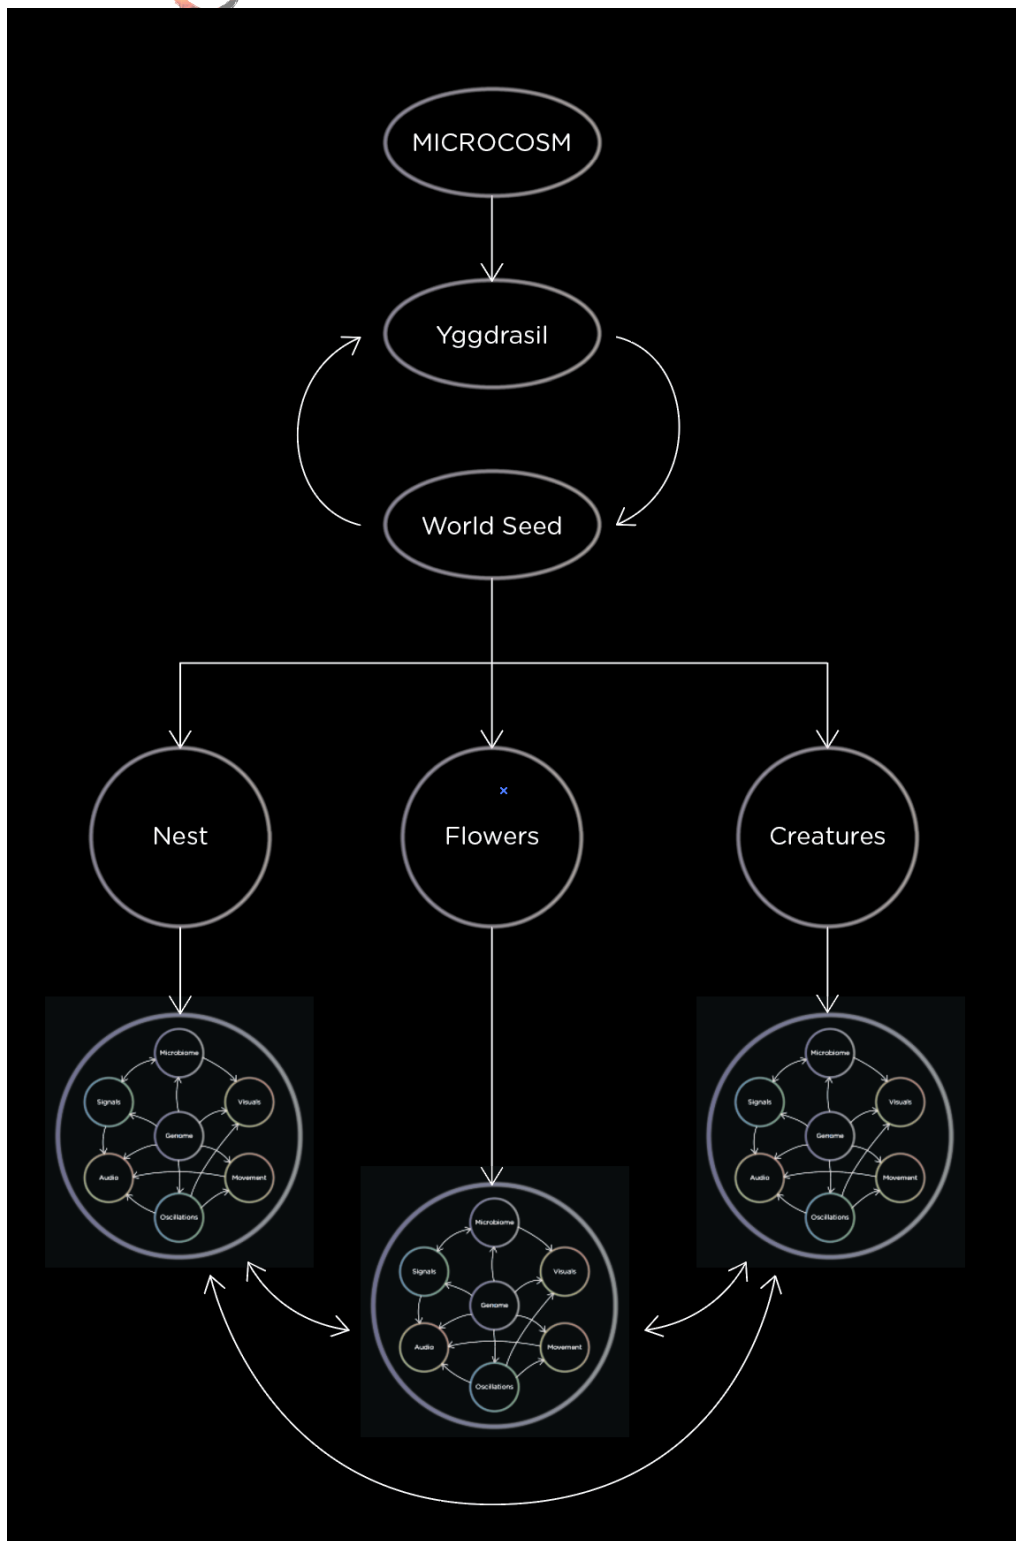 MICROCOSM
Yggdrasil
World Seed
Nest
Flowers
Creatures
Microbiome
Signals
Visuals
Genome
Audio
Movement
Oscillations
Microbiome
Signals
Visuals
Genome
Audio
Movement
Oscillations
Microbiome
Signals
Visuals
Genome
Audio
Movement
Oscillations